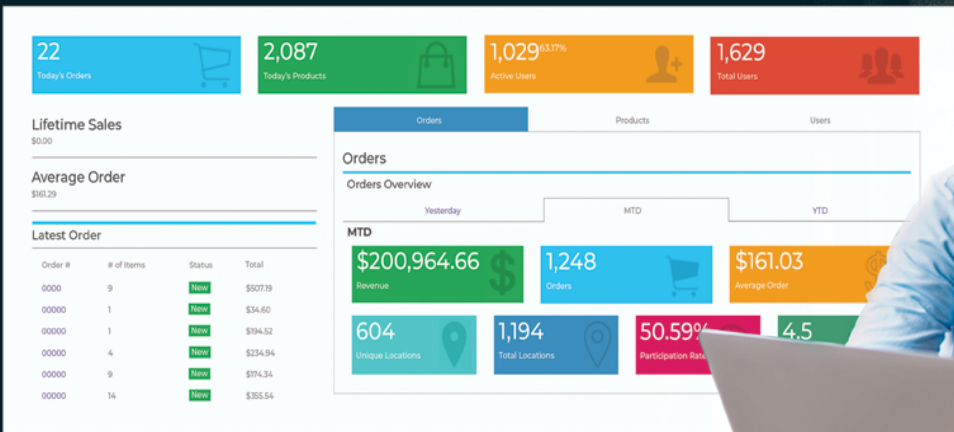 22
Today's Orders
2,087
Today's Products
1,029 63.17%
Active Users
1,629
Total Users
Lifetime Sales
$0.00
Average Order
$161.29
Latest Order
Order # # of Items Status Total
0000 9 New $507.19
00000 1 New $34.60
00000 1 New $194.52
00000 4 New $234.94
00000 9 New $174.34
00000 14 New $355.54
Orders Products Users
Orders
Orders Overview
Yesterday MTD YTD
MTD
$200,964.66
Revenue
1,248
Orders
$161.03
Average Order
604
Unique Locations
1,194
Total Locations
50.59%
Participation Rate
4.5